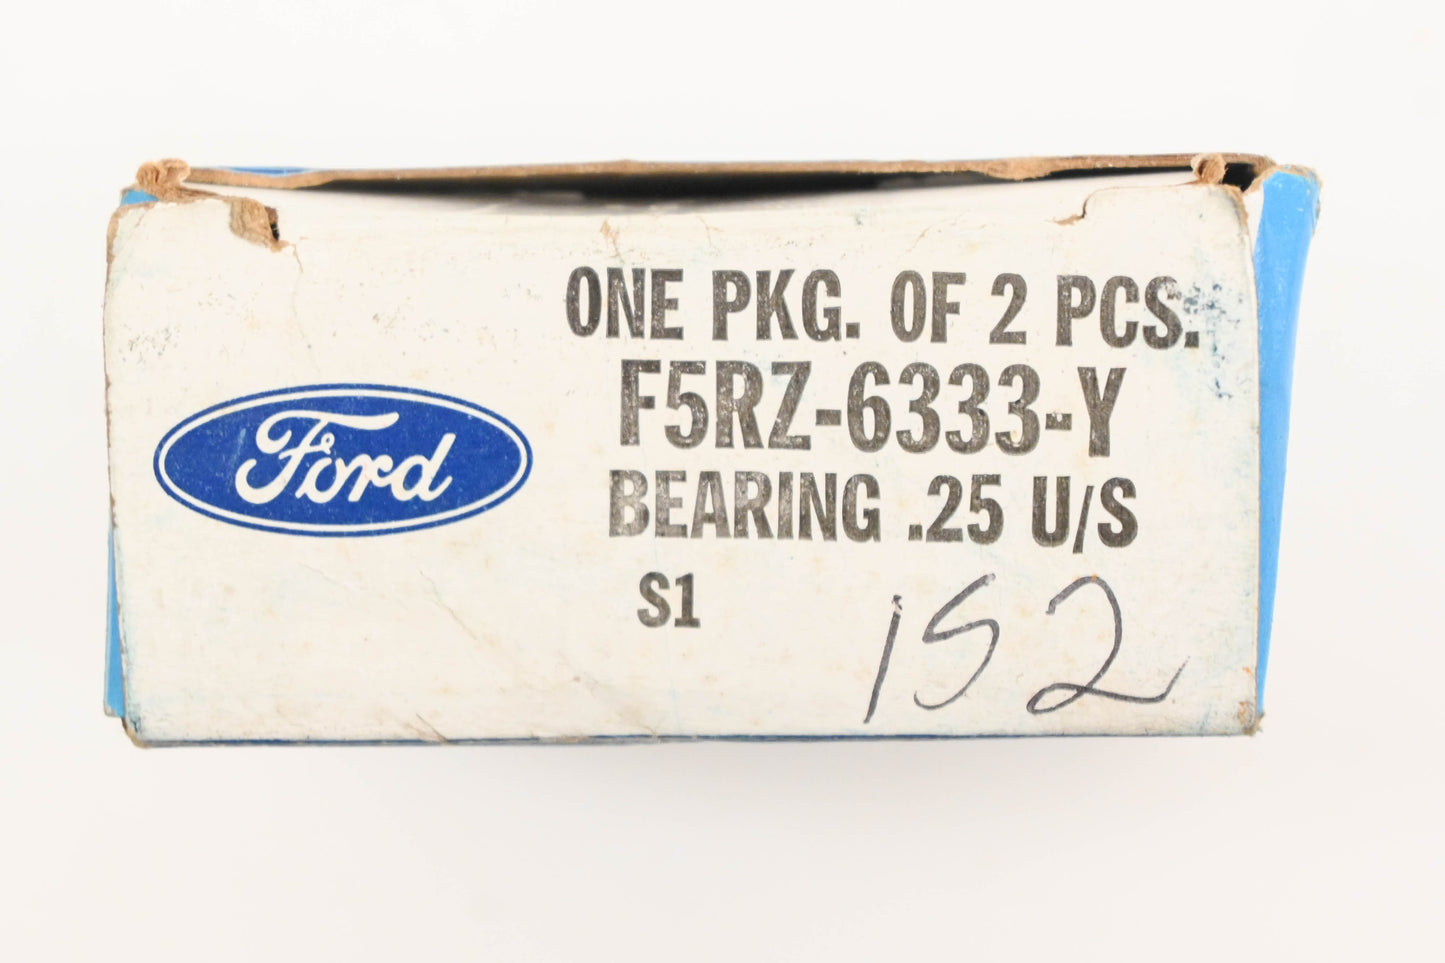 ONE PKG. OF 2 PCS.
F5RZ-6333-Y
Ford
BEARING .25 U/S
S1
152